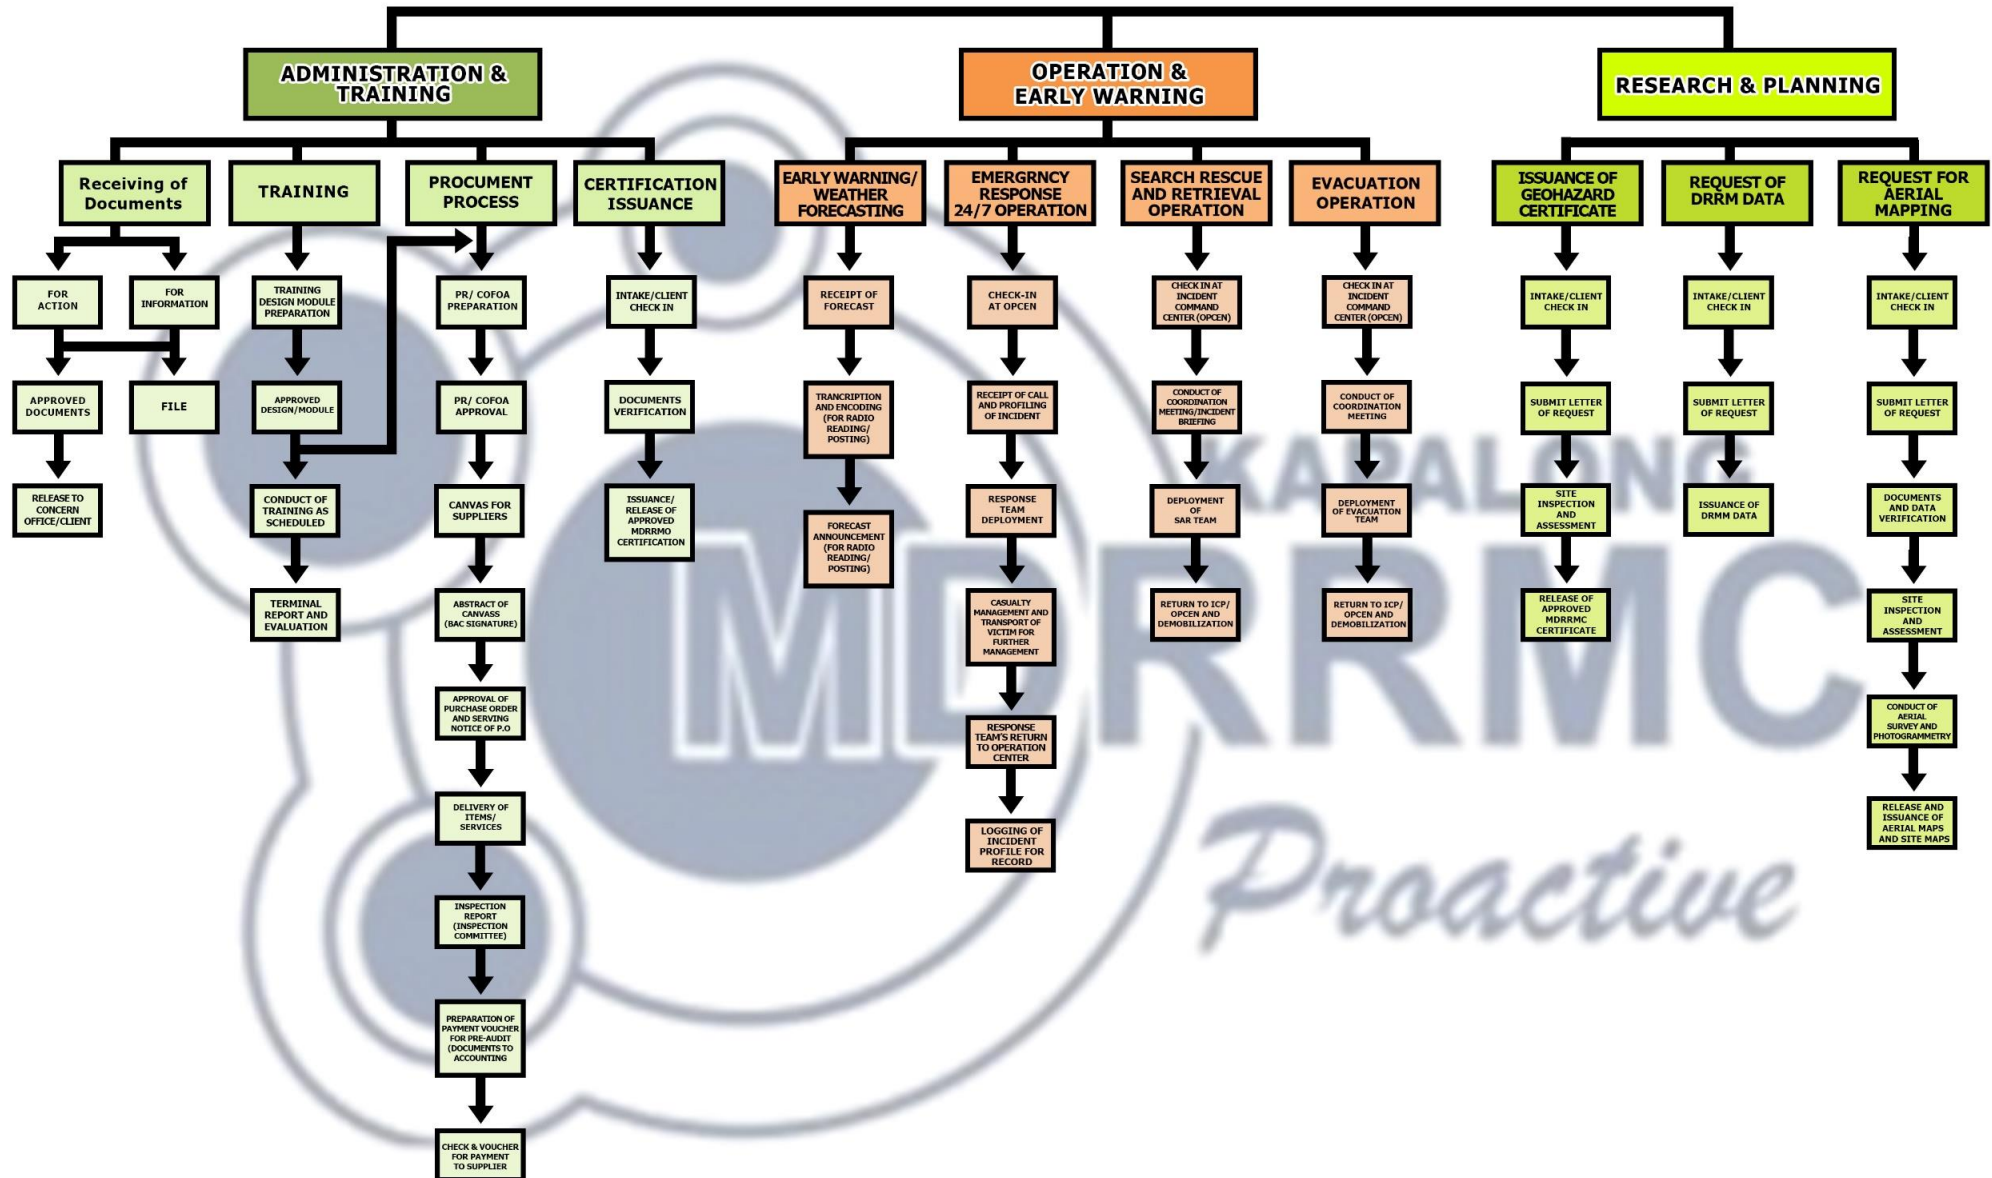 ADMINISTRATION &
TRAINING
OPERATION &
EARLY WARNING
RESEARCH & PLANNING
Receiving of
Documents
TRAINING
PROCUMENT
PROCESS
CERTIFICATION
ISSUANCE
EARLY WARNING/
WEATHER
FORECASTING
EMERGRNCY
RESPONSE
24/7 OPERATION
SEARCH RESCUE
AND RETRIEVAL
OPERATION
EVACUATION
OPERATION
ISSUANCE OF
GEOHAZARD
CERTIFICATE
REQUEST OF
DRRM DATA
REQUEST FOR
AERIAL
MAPPING
FOR
ACTION
FOR
INFORMATION
APPROVED
DOCUMENTS
FILE
RELEASE TO
CONCERN
OFFICE/CLIENT
TRAINING
DESIGN MODULE
PREPARATION
APPROVED
DESIGN/MODULE
CONDUCT OF
TRAINING AS
SCHEDULED
TERMINAL
REPORT AND
EVALUATION
PR/ COFOA
PREPARATION
PR/ COFOA
APPROVAL
CANVAS FOR
SUPPLIERS
ABSTRACT OF
CANVASS
(BAC SIGNATURE)
APPROVAL OF
PURCHASE ORDER
AND SERVING
NOTICE OF P.O
DELIVERY OF
ITEMS/
SERVICES
INSPECTION
REPORT
(INSPECTION
COMMITTEE)
PREPARATION OF
PAYMENT VOUCHER
FOR PRE-AUDIT
(DOCUMENTS TO
ACCOUNTING
CHECK & VOUCHER
FOR PAYMENT
TO SUPPLIER
INTAKE/CLIENT
CHECK IN
DOCUMENTS
VERIFICATION
ISSUANCE/
RELEASE OF
APPROVED
MDRRMO
CERTIFICATION
RECEIPT OF
FORECAST
TRANCRIPTION
AND ENCODING
(FOR RADIO
READING/
POSTING)
FORECAST
ANNOUNCEMENT
(FOR RADIO
READING/
POSTING)
CHECK-IN
AT OPCEN
RECEIPT OF CALL
AND PROFILING
OF INCIDENT
RESPONSE
TEAM
DEPLOYMENT
CASUALTY
MANAGEMENT AND
TRANSPORT OF
VICTIM FOR
FURTHER
MANAGEMENT
RESPONSE
TEAM'S RETURN
TO OPERATION
CENTER
LOGGING OF
INCIDENT
PROFILE FOR
RECORD
CHECK IN AT
INCIDENT
COMMAND
CENTER (OPCEN)
CONDUCT OF
COORDINATION
MEETING/INCIDENT
BRIEFING
DEPLOYMENT
OF
SAR TEAM
RETURN TO ICP/
OPCEN AND
DEMOBILIZATION
CHECK IN AT
INCIDENT
COMMAND
CENTER (OPCEN)
CONDUCT OF
COORDINATION
MEETING
DEPLOYMENT
OF EVACUATION
TEAM
RETURN TO ICP/
OPCEN AND
DEMOBILIZATION
INTAKE/CLIENT
CHECK IN
SUBMIT LETTER
OF REQUEST
SITE
INSPECTION
AND
ASSESSMENT
RELEASE OF
APPROVED
MDRRMC
CERTIFICATE
INTAKE/CLIENT
CHECK IN
SUBMIT LETTER
OF REQUEST
ISSUANCE OF
DRMM DATA
INTAKE/CLIENT
CHECK IN
SUBMIT LETTER
OF REQUEST
DOCUMENTS
AND DATA
VERIFICATION
SITE
INSPECTION
AND
ASSESSMENT
CONDUCT OF
AERIAL
SURVEY AND
PHOTOGRAMMETRY
RELEASE AND
ISSUANCE OF
AERIAL MAPS
AND SITE MAPS
KAPALONG
MDRRMC
Proactive